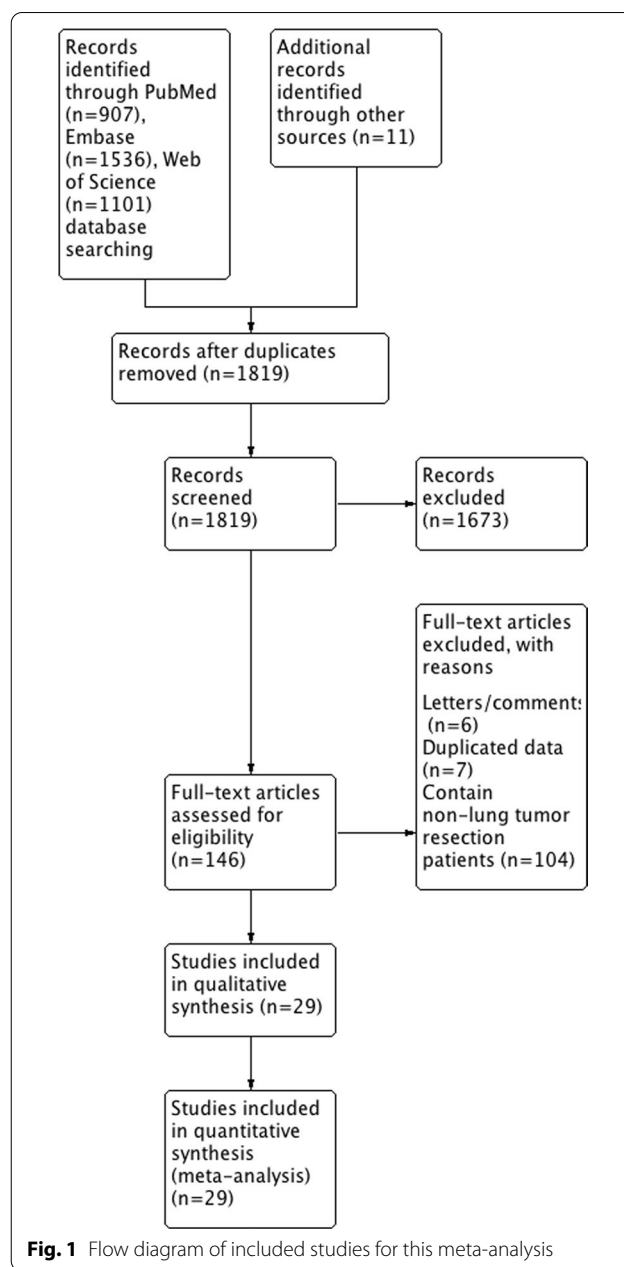 Records
identified
through PubMed
(n=907),
Embase
(n=1536), Web
of Science
(n=1101)
database
searching
Additional
records
identified
through other
sources (n=11)
Records after duplicates
removed (n=1819)
Records
screened
(n=1819)
Records
excluded
(n=1673)
Full-text articles
excluded, with
reasons
Letters/comments
(n=6)
Duplicated data
(n=7)
Contain
non-lung tumor
resection
patients (n=104)
Full-text articles
assessed for
eligibility
(n=146)
Studies included
in qualitative
synthesis (n=29)
Studies included
in quantitative
synthesis
(meta-analysis)
(n=29)
Fig. 1 Flow diagram of included studies for this meta-analysis